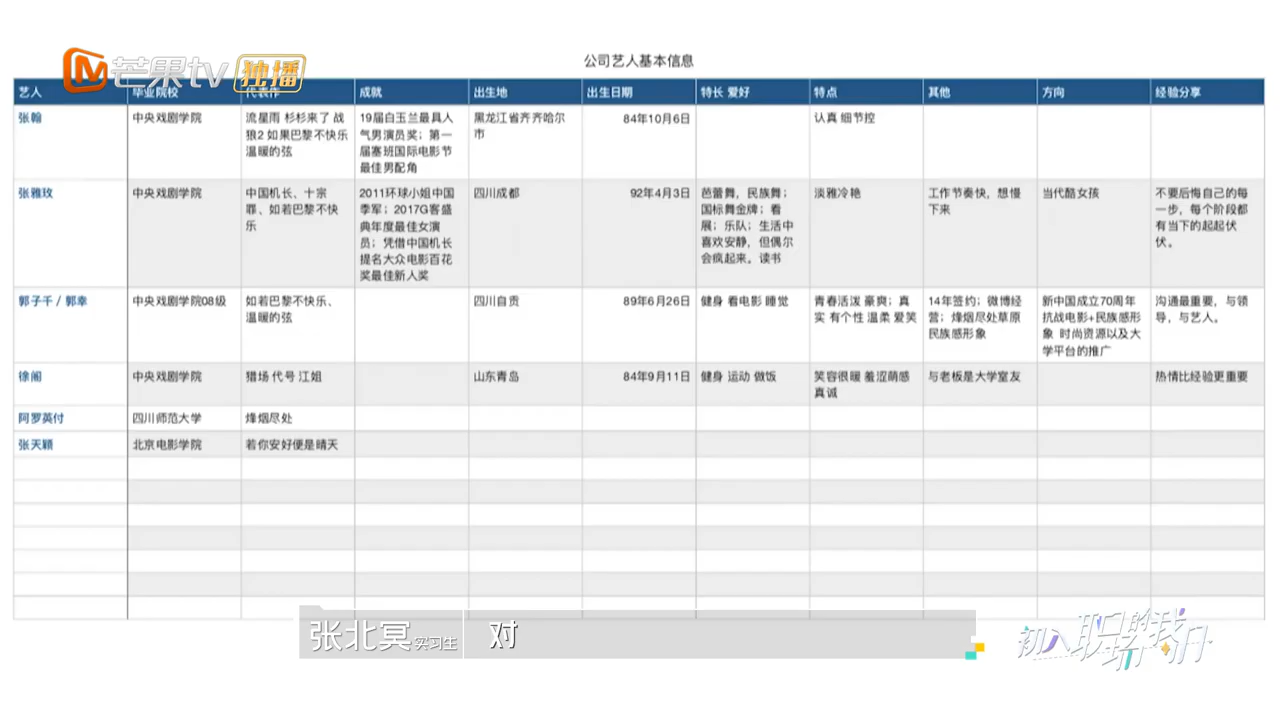 公司艺人基本信息
芒果tv 独播
艺人 毕业院校 代表作 成就 出生地 出生日期 特长 爱好 特点 其他 方向 经验分享
张翰 中央戏剧学院 流星雨 杉杉来了 战狼2 如果巴黎不快乐 温暖的弦 19届白玉兰最具人气男演员奖；第一届塞班国际电影节最佳男配角 黑龙江省齐齐哈尔市 84年10月6日 认真 细节控
张雅玫 中央戏剧学院 中国机长、十宗罪、如若巴黎不快乐 2011环球小姐中国季军；2017G客盛典年度最佳女演员；凭借中国机长提名大众电影百花奖最佳新人奖 四川成都 92年4月3日 芭蕾舞，民族舞；国标舞金牌；看展；乐队；生活中喜欢安静，但偶尔会疯起来。读书 淡雅冷艳 工作节奏快，想慢下来 当代酷女孩 不要后悔自己的每一步，每个阶段都有当下的起起伏伏。
郭子千 / 郭幸 中央戏剧学院08级 如若巴黎不快乐、温暖的弦 四川自贡 89年6月26日 健身 看电影 睡觉 青春活泼 豪爽；真实 有个性 温柔 爱笑 14年签约；微博经营；烽烟尽处草原民族感形象 新中国成立70周年抗战电影+民族感形象 时尚资源以及大学平台的推广 沟通最重要，与领导，与艺人。
徐阁 中央戏剧学院 猎场 代号 江姐 山东青岛 84年9月11日 健身 运动 做饭 笑容很暖 羞涩萌感 真诚 与老板是大学室友 热情比经验更重要
阿罗英付 四川师范大学 烽烟尽处
张天颖 北京电影学院 若你安好便是晴天
张北冥 实习生 对
初入职场的我们